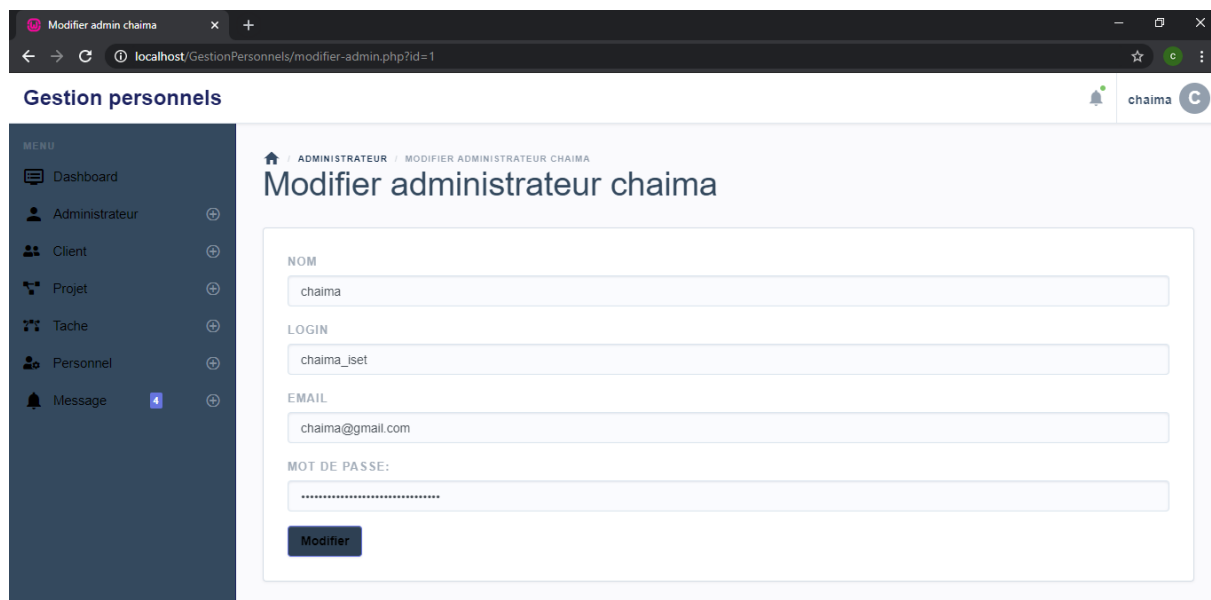 Modifier admin chaima
localhost/GestionPersonnels/modifier-admin.php?id=1
c
Gestion personnels
chaima C
MENU
Dashboard
Administrateur
Client
Projet
Tache
Personnel
Message 4
/ ADMINISTRATEUR / MODIFIER ADMINISTRATEUR CHAIMA
Modifier administrateur chaima
NOM
chaima
LOGIN
chaima_iset
EMAIL
chaima@gmail.com
MOT DE PASSE:
••••••••••••••••••••••••••••••••
Modifier